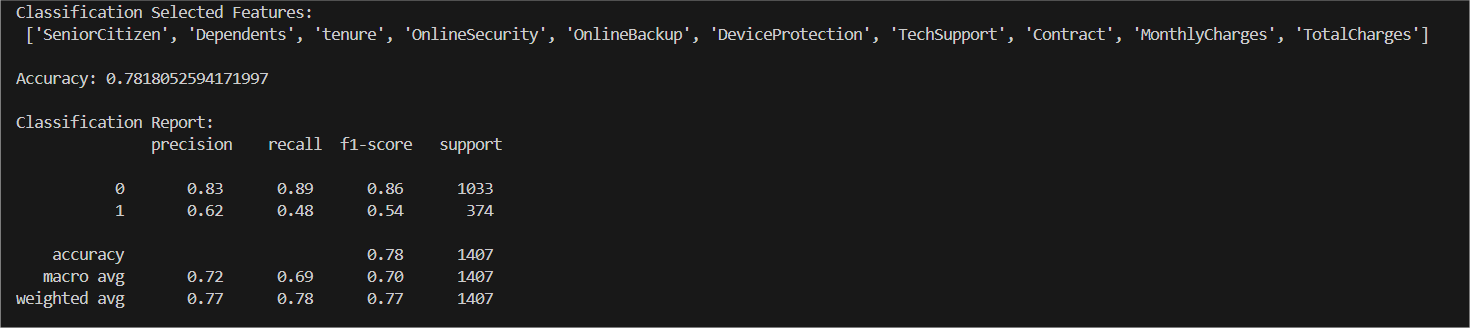 Classification Selected Features:
['SeniorCitizen', 'Dependents', 'tenure', 'OnlineSecurity', 'OnlineBackup', 'DeviceProtection', 'TechSupport', 'Contract', 'MonthlyCharges', 'TotalCharges']
Accuracy: 0.7818052594171997
Classification Report:
precision recall f1-score support
0 0.83 0.89 0.86 1033
1 0.62 0.48 0.54 374
accuracy 0.78 1407
macro avg 0.72 0.69 0.70 1407
weighted avg 0.77 0.78 0.77 1407